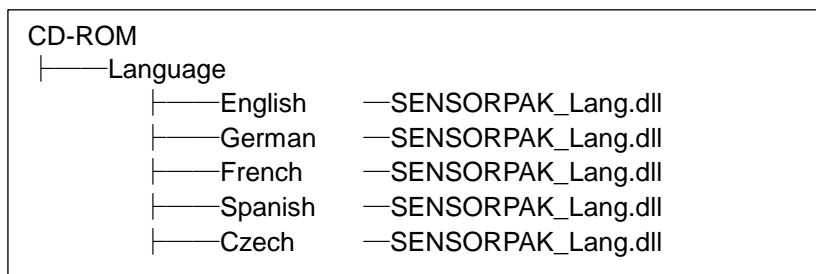 CD-ROM
├───Language
├───English —SENSORPAK_Lang.dll
├───German —SENSORPAK_Lang.dll
├───French —SENSORPAK_Lang.dll
├───Spanish —SENSORPAK_Lang.dll
├───Czech —SENSORPAK_Lang.dll